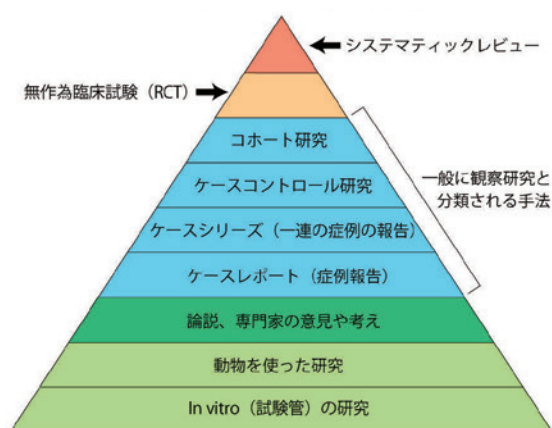 システマティックレビュー
無作為臨床試験（RCT）
コホート研究
ケースコントロール研究
一般に観察研究と
分類される手法
ケースシリーズ（一連の症例の報告）
ケースレポート（症例報告）
論説、専門家の意見や考え
動物を使った研究
In vitro（試験管）の研究